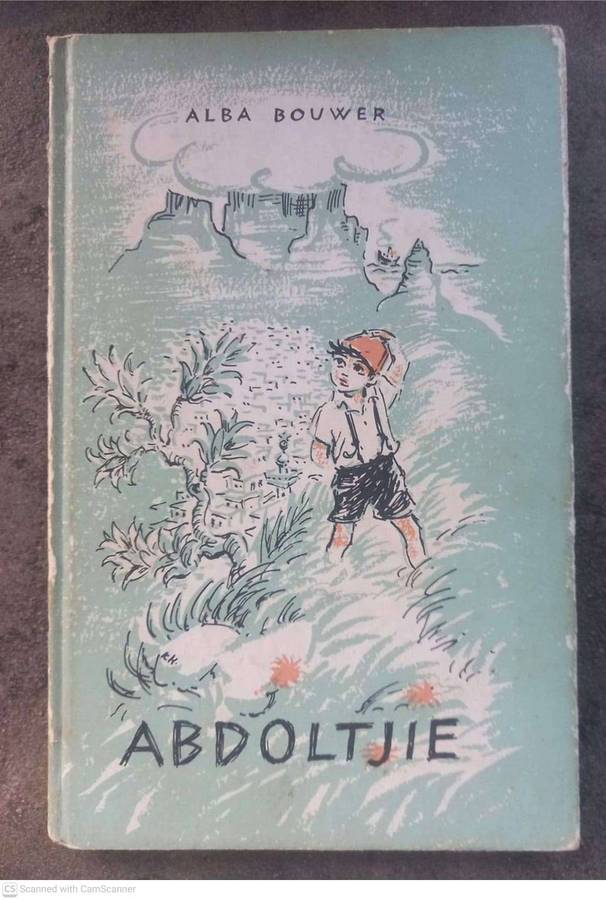 ALBA BOUWER
ABDOLTJIE
CS Scanned with CamScanner